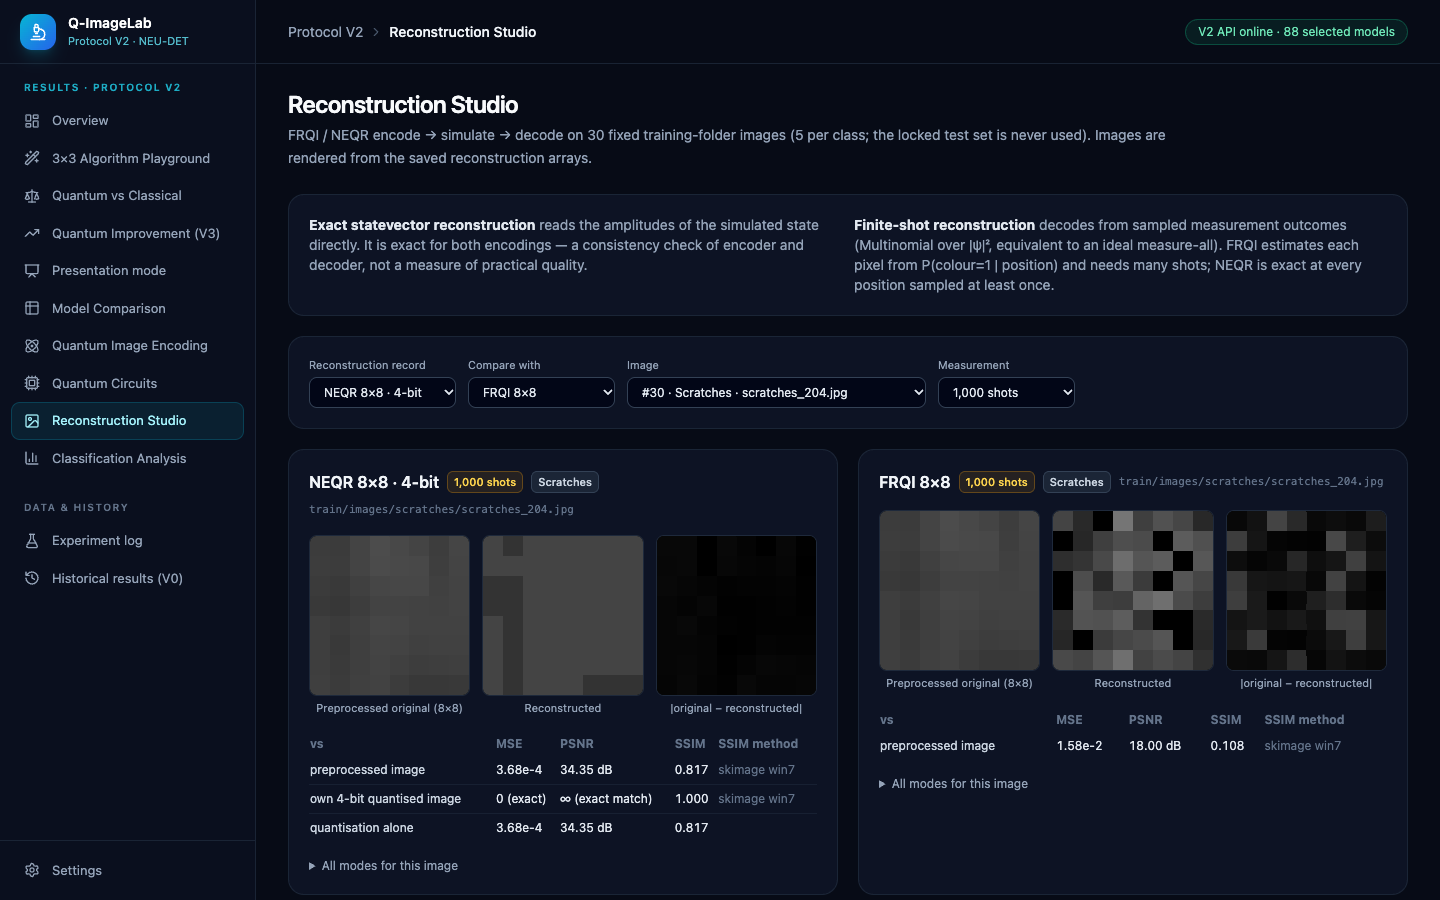 Q-ImageLab
Protocol V2 · NEU-DET
RESULTS · PROTOCOL V2
Overview
3×3 Algorithm Playground
Quantum vs Classical
Quantum Improvement (V3)
Presentation mode
Model Comparison
Quantum Image Encoding
Quantum Circuits
Reconstruction Studio
Classification Analysis
DATA & HISTORY
Experiment log
Historical results (V0)
Settings
Protocol V2 > Reconstruction Studio
V2 API online · 88 selected models
Reconstruction Studio
FRQI / NEQR encode → simulate → decode on 30 fixed training-folder images (5 per class; the locked test set is never used). Images are
rendered from the saved reconstruction arrays.
Exact statevector reconstruction reads the amplitudes of the simulated state
directly. It is exact for both encodings — a consistency check of encoder and
decoder, not a measure of practical quality.
Finite-shot reconstruction decodes from sampled measurement outcomes
(Multinomial over |ψ|², equivalent to an ideal measure-all). FRQI estimates each
pixel from P(colour=1 | position) and needs many shots; NEQR is exact at every
position sampled at least once.
Reconstruction record
NEQR 8×8 · 4-bit
Compare with
FRQI 8×8
Image
#30 · Scratches · scratches_204.jpg
Measurement
1,000 shots
NEQR 8×8 · 4-bit 1,000 shots Scratches
train/images/scratches/scratches_204.jpg
Preprocessed original (8×8) Reconstructed |original − reconstructed|
vs MSE PSNR SSIM SSIM method
preprocessed image 3.68e-4 34.35 dB 0.817 skimage win7
own 4-bit quantised image 0 (exact) ∞ (exact match) 1.000 skimage win7
quantisation alone 3.68e-4 34.35 dB 0.817
▶ All modes for this image
FRQI 8×8 1,000 shots Scratches train/images/scratches/scratches_204.jpg
Preprocessed original (8×8) Reconstructed |original − reconstructed|
vs MSE PSNR SSIM SSIM method
preprocessed image 1.58e-2 18.00 dB 0.108 skimage win7
▶ All modes for this image